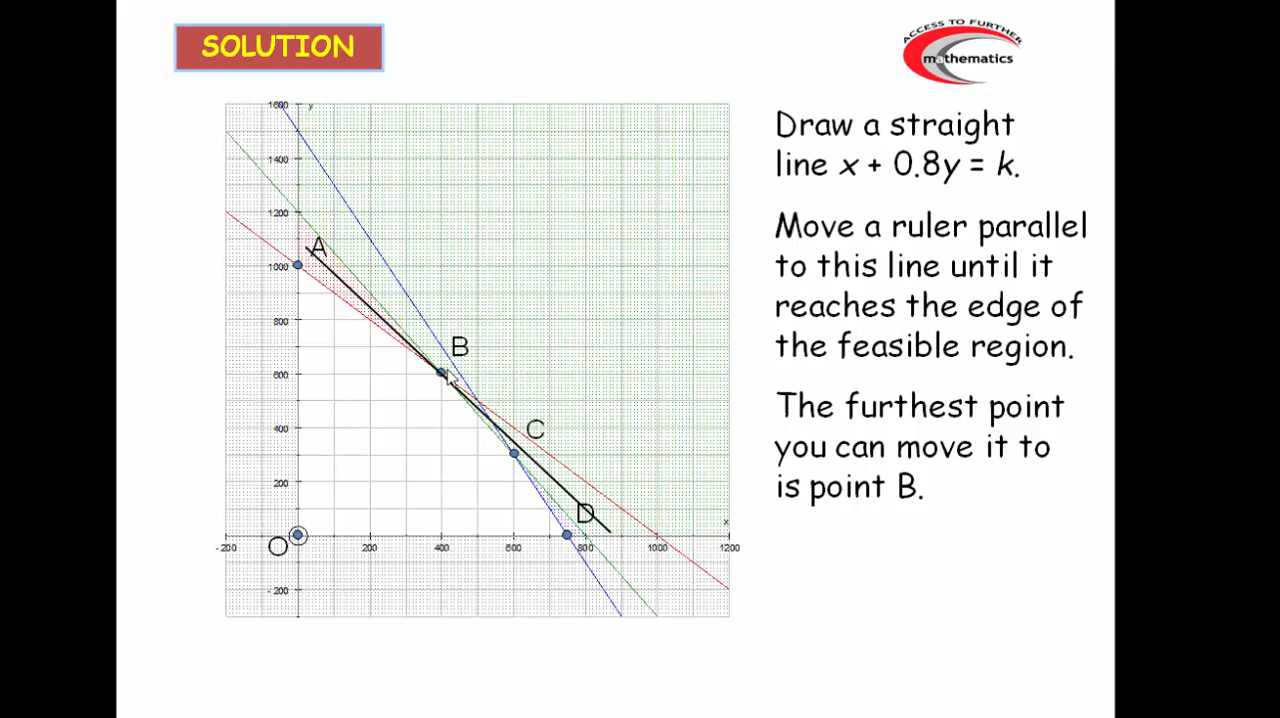 SOLUTION
ACCESS TO FURTHER
mathematics
Draw a straight
line x + 0.8y = k.
Move a ruler parallel
to this line until it
reaches the edge of
the feasible region.
The furthest point
you can move it to
is point B.
1600
y
1400
1200
A
1000
800
B
600
C
400
200
D
x
O
-200
200
400
600
800
1000
1200
-200